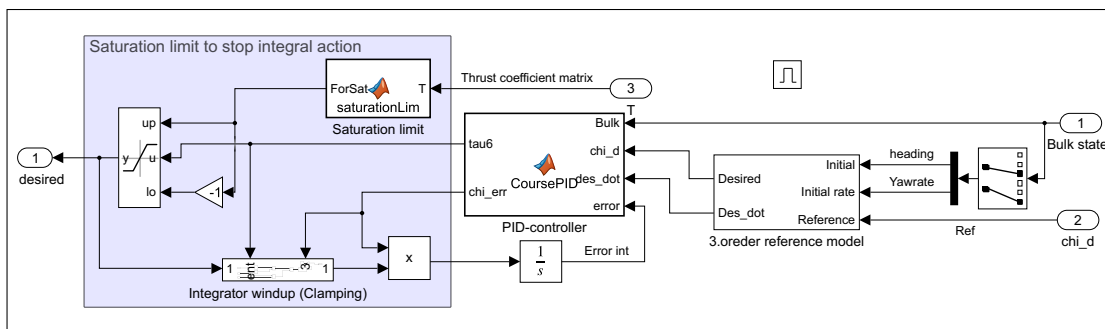 Saturation limit to stop integral action
ForSat
T
saturationLim
Saturation limit
Thrust coefficient matrix
3
T
up
u
y
lo
-1
1
desired
tau6
chi_err
Bulk
chi_d
des_dot
error
CoursePID
PID-controller
Desired
Des_dot
Initial
Initial rate
Reference
3.oreder reference model
heading
Yawrate
Ref
1
Bulk state
2
chi_d
1
ent
3
1
Integrator windup (Clamping)
x
1
s
Error int